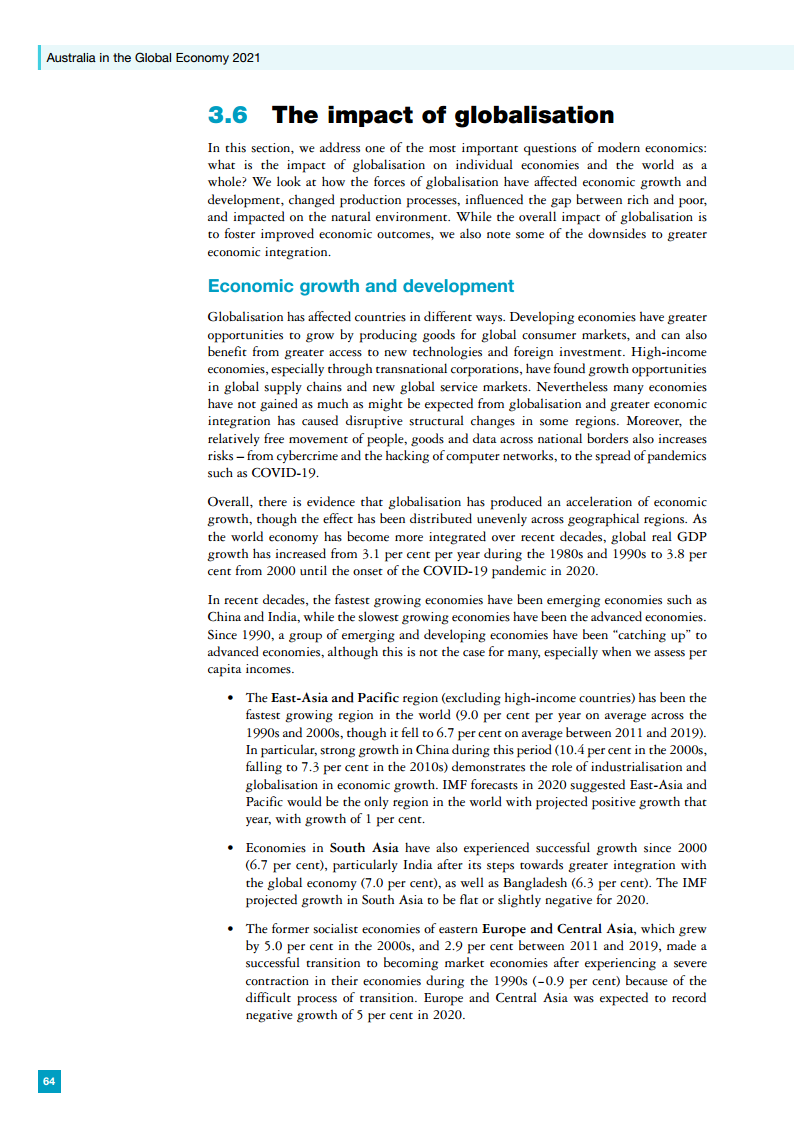 Australia in the Global Economy 2021
3.6 The impact of globalisation
In this section, we address one of the most important questions of modern economics:
what is the impact of globalisation on individual economies and the world as a
whole? We look at how the forces of globalisation have affected economic growth and
development, changed production processes, influenced the gap between rich and poor,
and impacted on the natural environment. While the overall impact of globalisation is
to foster improved economic outcomes, we also note some of the downsides to greater
economic integration.
Economic growth and development
Globalisation has affected countries in different ways. Developing economies have greater
opportunities to grow by producing goods for global consumer markets, and can also
benefit from greater access to new technologies and foreign investment. High-income
economies, especially through transnational corporations, have found growth opportunities
in global supply chains and new global service markets. Nevertheless many economies
have not gained as much as might be expected from globalisation and greater economic
integration has caused disruptive structural changes in some regions. Moreover, the
relatively free movement of people, goods and data across national borders also increases
risks – from cybercrime and the hacking of computer networks, to the spread of pandemics
such as COVID-19.
Overall, there is evidence that globalisation has produced an acceleration of economic
growth, though the effect has been distributed unevenly across geographical regions. As
the world economy has become more integrated over recent decades, global real GDP
growth has increased from 3.1 per cent per year during the 1980s and 1990s to 3.8 per
cent from 2000 until the onset of the COVID-19 pandemic in 2020.
In recent decades, the fastest growing economies have been emerging economies such as
China and India, while the slowest growing economies have been the advanced economies.
Since 1990, a group of emerging and developing economies have been “catching up” to
advanced economies, although this is not the case for many, especially when we assess per
capita incomes.
• The East-Asia and Pacific region (excluding high-income countries) has been the
fastest growing region in the world (9.0 per cent per year on average across the
1990s and 2000s, though it fell to 6.7 per cent on average between 2011 and 2019).
In particular, strong growth in China during this period (10.4 per cent in the 2000s,
falling to 7.3 per cent in the 2010s) demonstrates the role of industrialisation and
globalisation in economic growth. IMF forecasts in 2020 suggested East-Asia and
Pacific would be the only region in the world with projected positive growth that
year, with growth of 1 per cent.
• Economies in South Asia have also experienced successful growth since 2000
(6.7 per cent), particularly India after its steps towards greater integration with
the global economy (7.0 per cent), as well as Bangladesh (6.3 per cent). The IMF
projected growth in South Asia to be flat or slightly negative for 2020.
• The former socialist economies of eastern Europe and Central Asia, which grew
by 5.0 per cent in the 2000s, and 2.9 per cent between 2011 and 2019, made a
successful transition to becoming market economies after experiencing a severe
contraction in their economies during the 1990s (–0.9 per cent) because of the
difficult process of transition. Europe and Central Asia was expected to record
negative growth of 5 per cent in 2020.
64